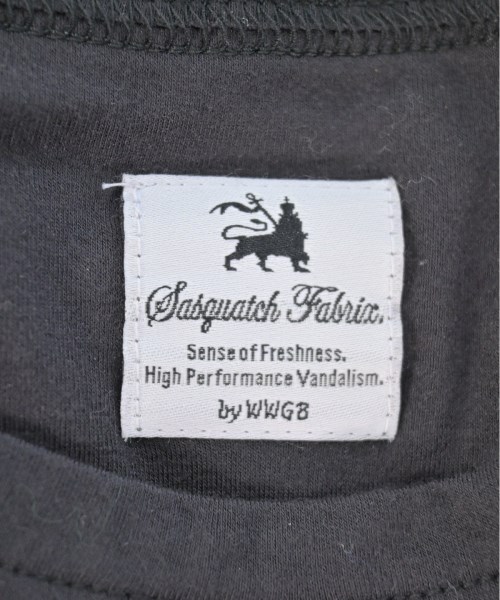 Sasquatch Fabrix.
Sense of Freshness.
High Performance Vandalism.
by WWGB